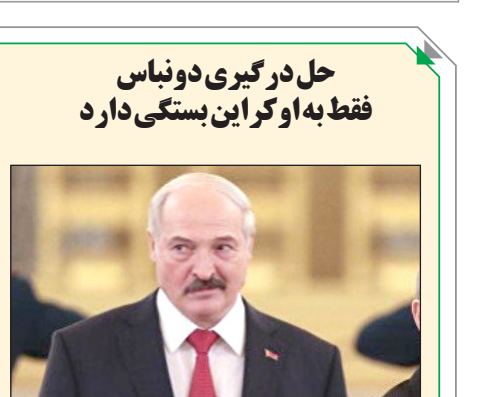 حل درگیری دونباس
فقط به اوکراین بستگی دارد